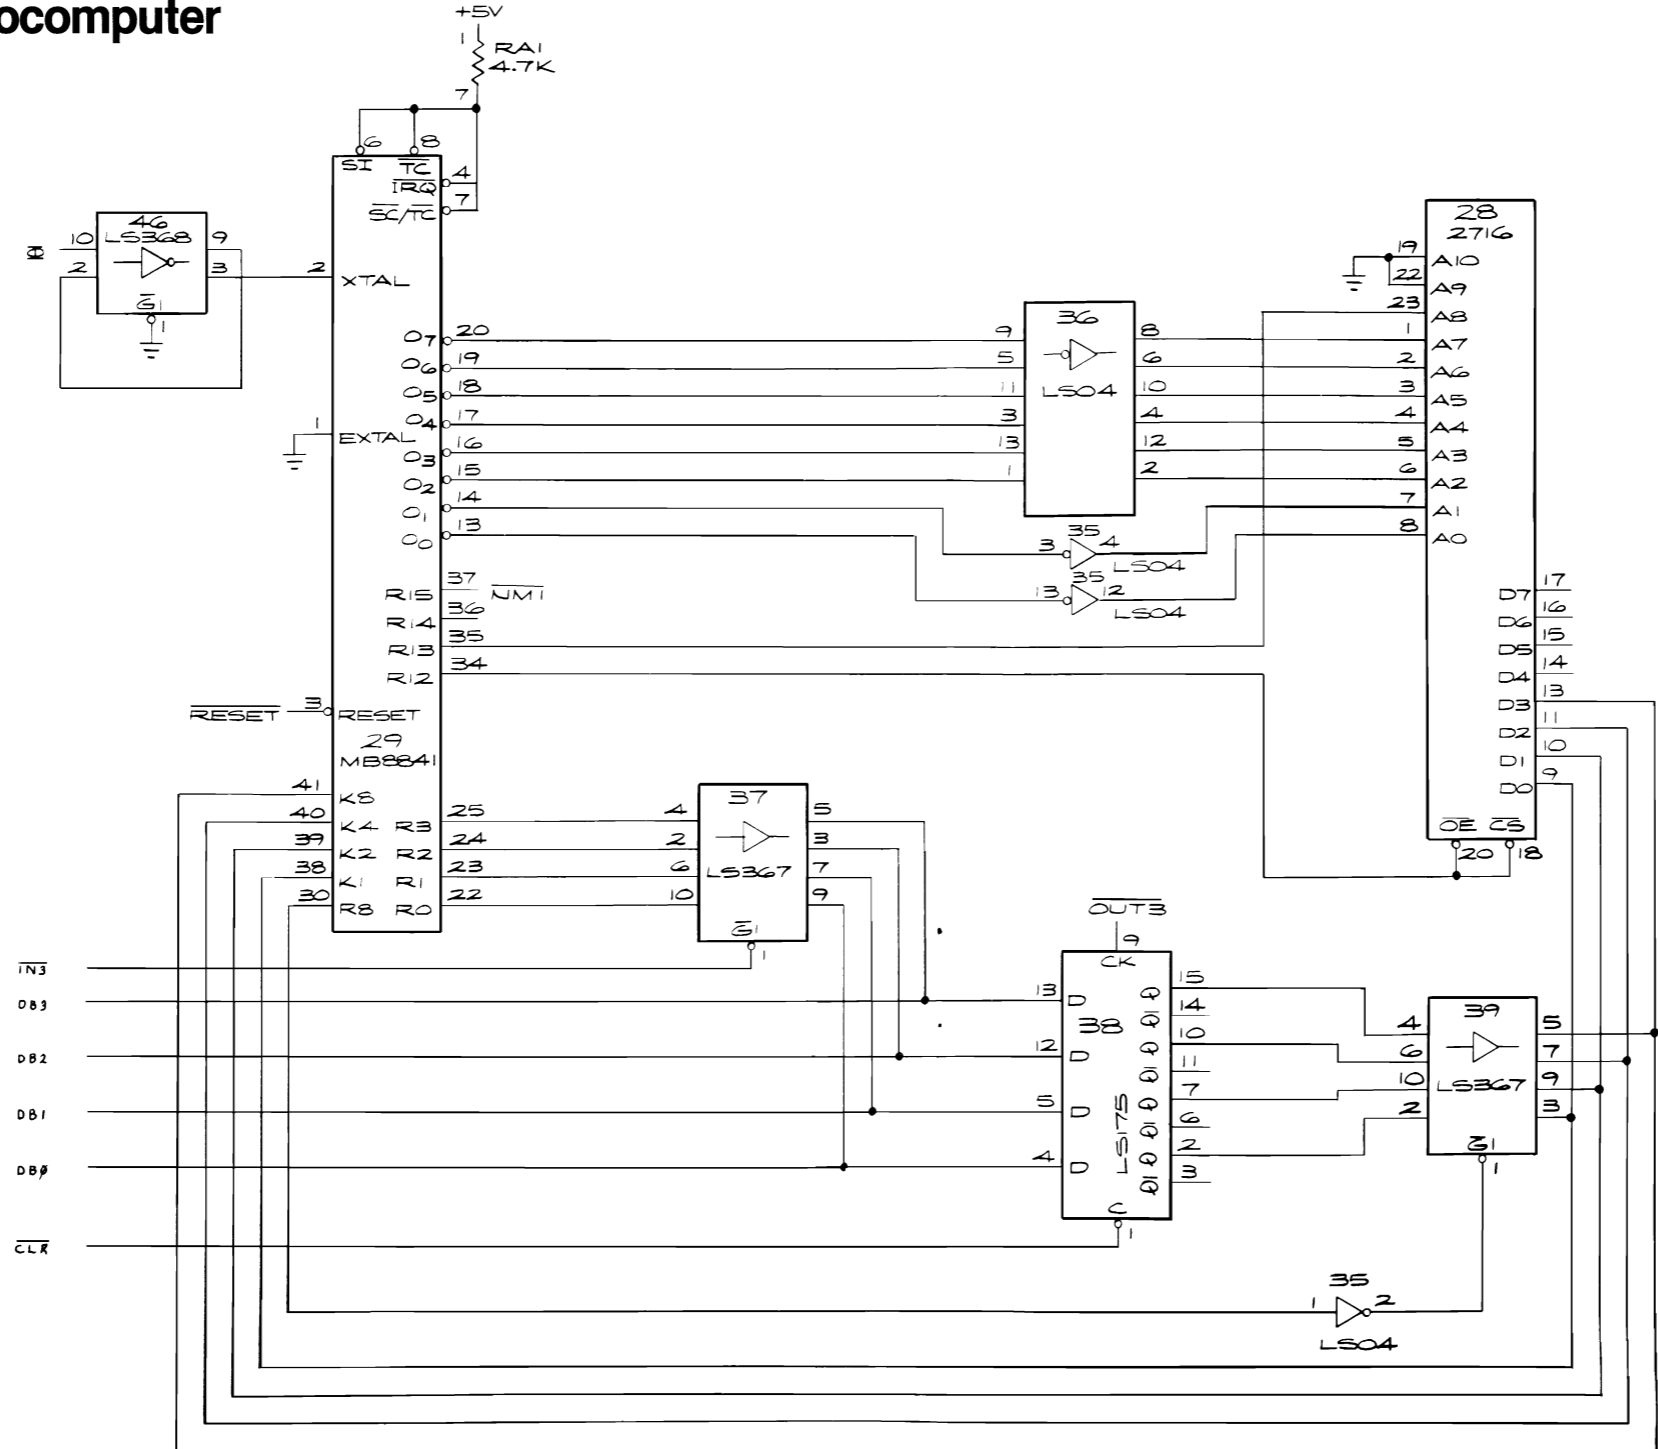 ocomputer
+5V
1
RA1
4.7K
7
6
8
SI
TC
4
IRQ
7
SC/TC
46
LS368
10
9
Φ
2
3
G1
1
2
XTAL
O7
20
O6
19
O5
18
O4
17
1
EXTAL
O3
16
O2
15
O1
14
O0
13
R15
37
NMI
R14
36
R13
35
R12
34
RESET
3
RESET
29
MB8841
41
K8
40
K4
R3
25
39
K2
R2
24
38
K1
R1
23
30
R8
R0
22
36
LS04
9
8
5
6
11
10
3
4
13
12
1
2
35
3
4
LS04
35
13
12
LS04
28
2716
19
A10
22
A9
23
A8
1
A7
2
A6
3
A5
4
A4
5
A3
6
A2
7
A1
8
A0
D7
17
D6
16
D5
15
D4
14
D3
13
D2
11
D1
10
D0
9
OE
CS
20
18
37
LS367
4
5
2
3
6
7
10
9
G1
1
IN3
DB3
DB2
DB1
DB0
CLR
OUT3
9
CK
38
LS175
13
D
Q
15
Q
14
12
D
Q
10
Q
11
5
D
Q
7
Q
6
4
D
Q
2
Q
3
C
1
39
LS367
4
5
6
7
10
9
2
3
G1
1
35
1
2
LS04